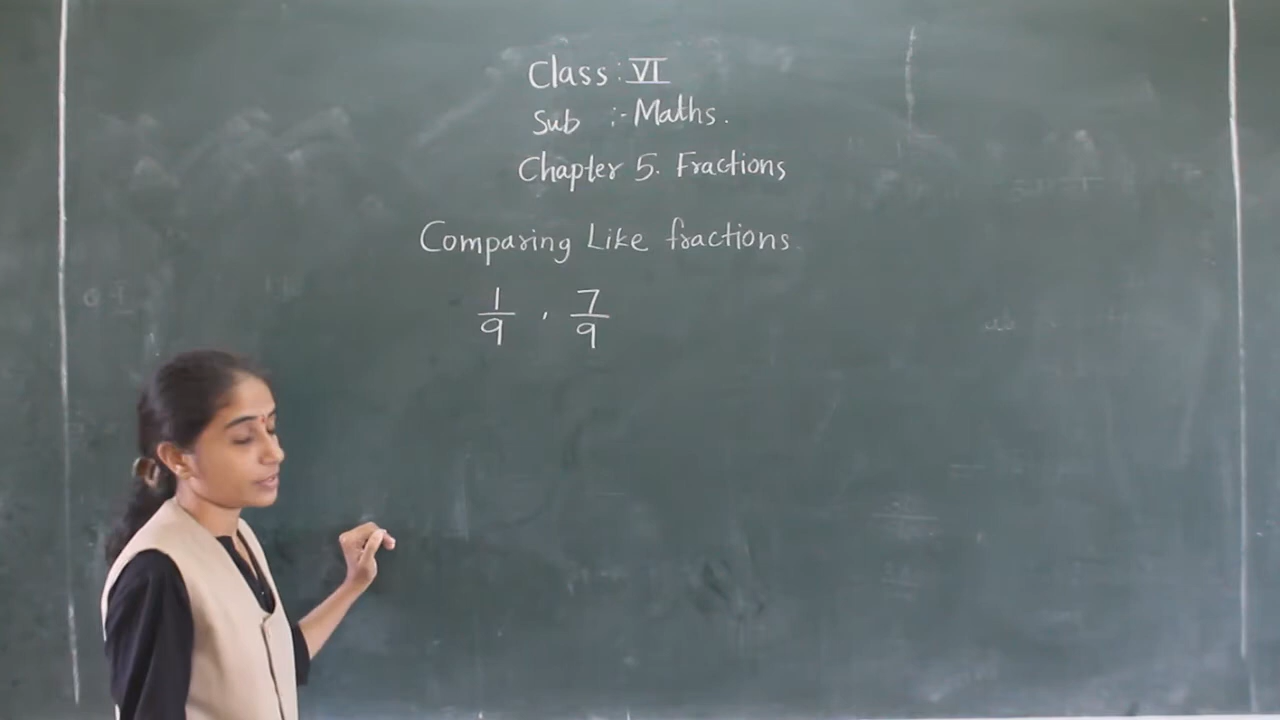 Class : VI
Sub :- Maths.
Chapter 5. Fractions
Comparing Like fractions
1/9 , 7/9